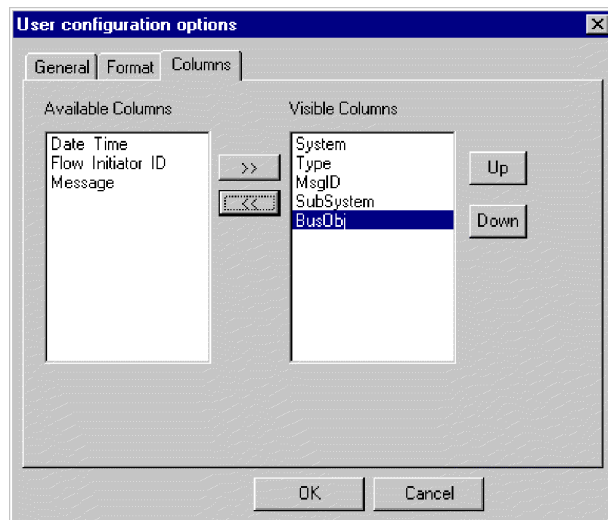 User configuration options
General Format Columns
Available Columns
Visible Columns
Date Time
Flow Initiator ID
Message
>>
<<
System
Type
MsgID
SubSystem
BusObj
Up
Down
OK Cancel